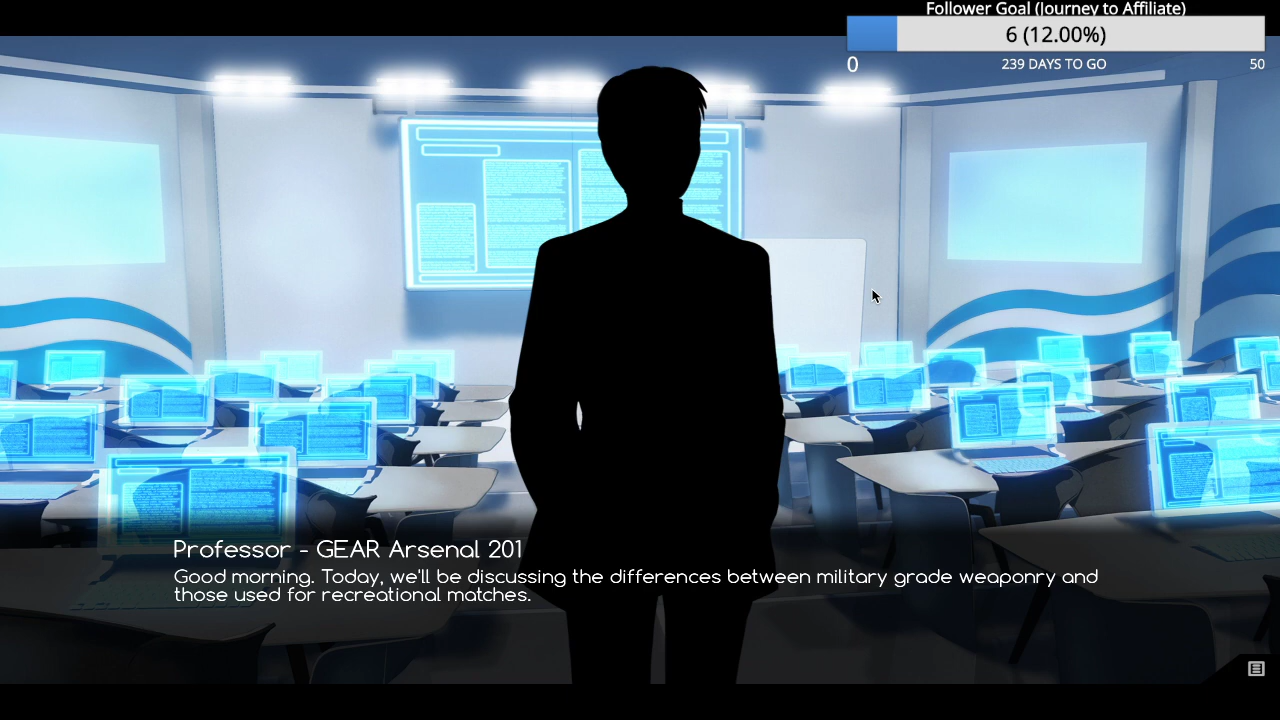 Follower Goal (Journey to Affiliate)
6 (12.00%)
0
239 DAYS TO GO
50
Professor - GEAR Arsenal 201
Good morning. Today, we'll be discussing the differences between military grade weaponry and
those used for recreational matches.